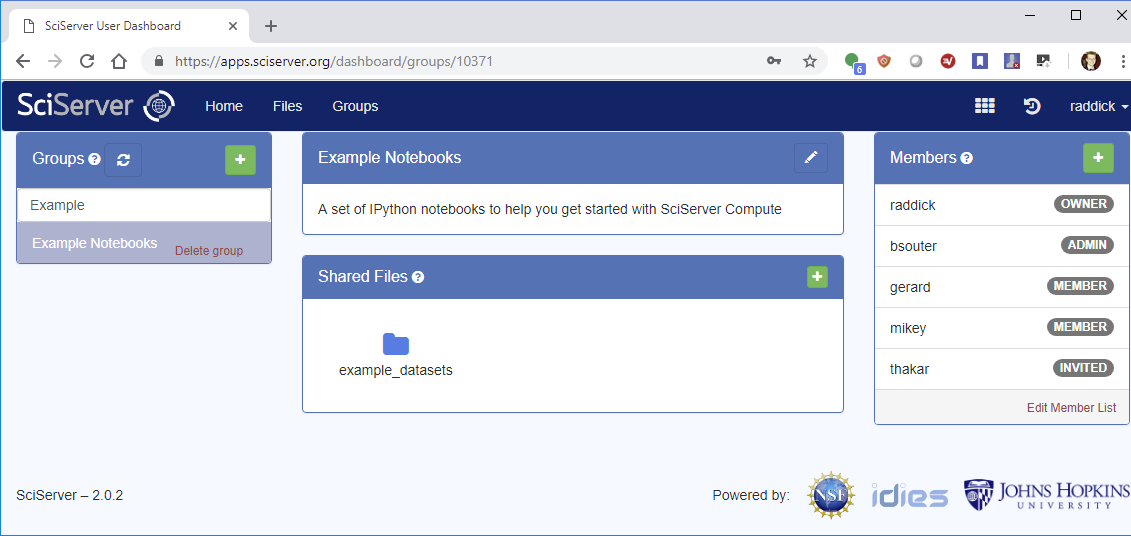 SciServer User Dashboard
https://apps.sciserver.org/dashboard/groups/10371
6
SciServer Home Files Groups raddick
Groups
Example
Example Notebooks Delete group
Example Notebooks
A set of IPython notebooks to help you get started with SciServer Compute
Shared Files
example_datasets
Members
raddick OWNER
bsouter ADMIN
gerard MEMBER
mikey MEMBER
thakar INVITED
Edit Member List
SciServer – 2.0.2
Powered by:
NSF
idies
JOHNS HOPKINS
UNIVERSITY